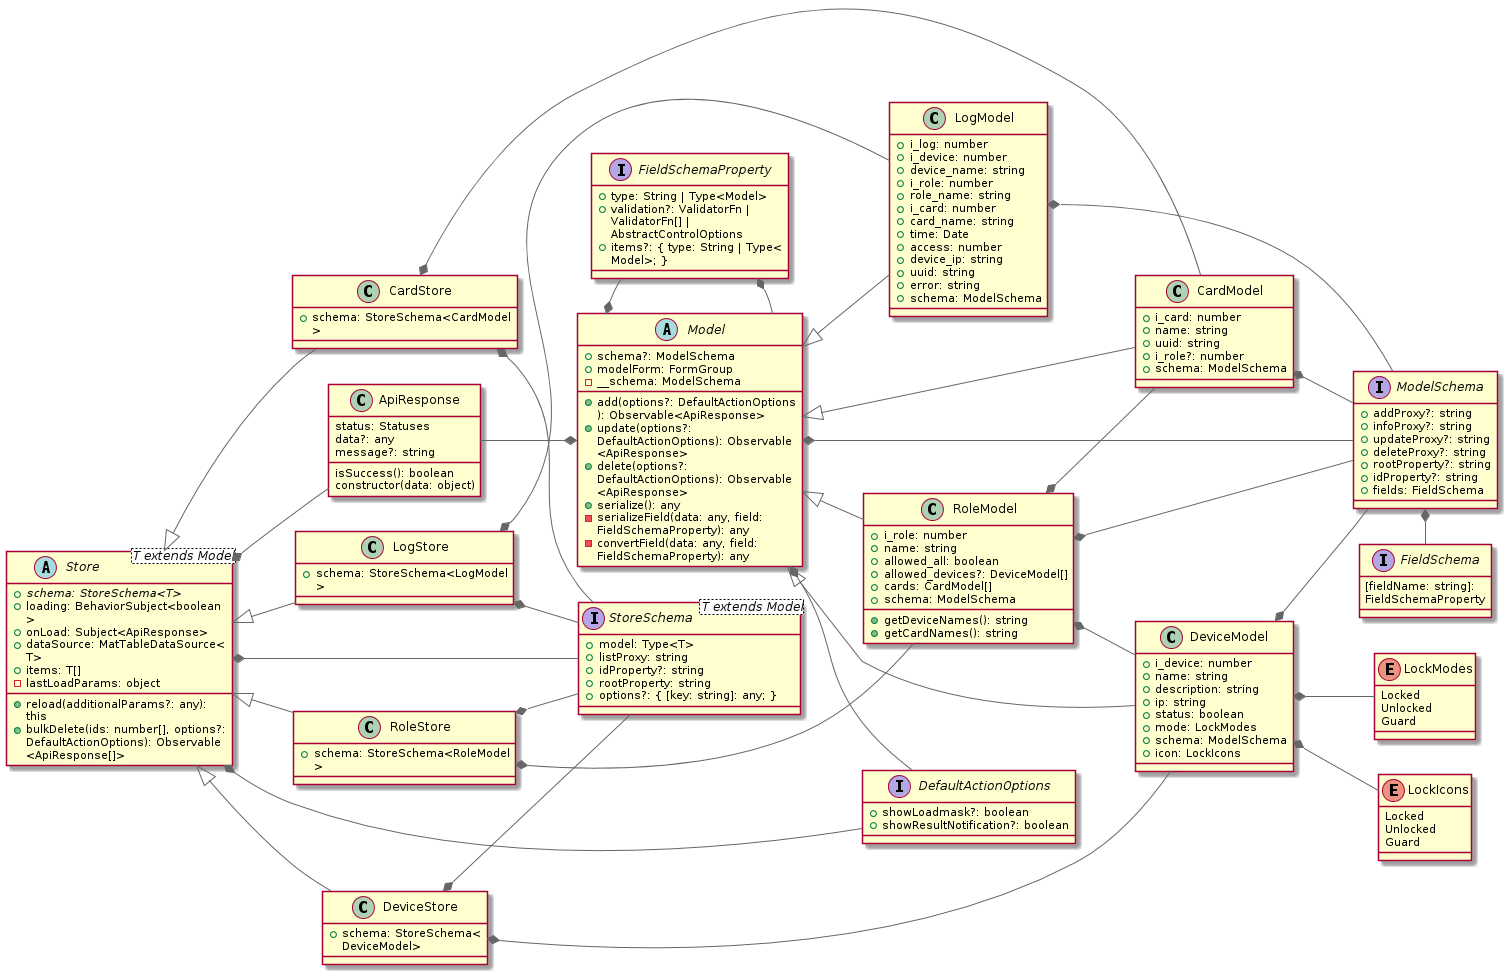 C LogModel
i_log: number
i_device: number
device_name: string
i_role: number
role_name: string
i_card: number
card_name: string
time: Date
access: number
device_ip: string
uuid: string
error: string
schema: ModelSchema
I FieldSchemaProperty
type: String | Type<Model>
validation?: ValidatorFn |
ValidatorFn[] |
AbstractControlOptions
items?: { type: String | Type<
Model>; }
C CardStore
schema: StoreSchema<CardModel
>
C CardModel
i_card: number
name: string
uuid: string
i_role?: number
schema: ModelSchema
A Model
schema?: ModelSchema
modelForm: FormGroup
__schema: ModelSchema
add(options?: DefaultActionOptions
): Observable<ApiResponse>
update(options?:
DefaultActionOptions): Observable
<ApiResponse>
delete(options?:
DefaultActionOptions): Observable
<ApiResponse>
serialize(): any
serializeField(data: any, field:
FieldSchemaProperty): any
convertField(data: any, field:
FieldSchemaProperty): any
C ApiResponse
status: Statuses
data?: any
message?: string
isSuccess(): boolean
constructor(data: object)
I ModelSchema
addProxy?: string
infoProxy?: string
updateProxy?: string
deleteProxy?: string
rootProperty?: string
idProperty?: string
fields: FieldSchema
C RoleModel
i_role: number
name: string
allowed_all: boolean
allowed_devices?: DeviceModel[]
cards: CardModel[]
schema: ModelSchema
getDeviceNames(): string
getCardNames(): string
C LogStore
schema: StoreSchema<LogModel
>
A Store
T extends Model
schema: StoreSchema<T>
loading: BehaviorSubject<boolean
>
onLoad: Subject<ApiResponse>
dataSource: MatTableDataSource<
T>
items: T[]
lastLoadParams: object
reload(additionalParams?: any):
this
bulkDelete(ids: number[], options?:
DefaultActionOptions): Observable
<ApiResponse[]>
I FieldSchema
[fieldName: string]:
FieldSchemaProperty
I StoreSchema
T extends Model
model: Type<T>
listProxy: string
idProperty?: string
rootProperty: string
options?: { [key: string]: any; }
C DeviceModel
i_device: number
name: string
description: string
ip: string
status: boolean
mode: LockModes
schema: ModelSchema
icon: LockIcons
E LockModes
Locked
Unlocked
Guard
C RoleStore
schema: StoreSchema<RoleModel
>
I DefaultActionOptions
showLoadmask?: boolean
showResultNotification?: boolean
E LockIcons
Locked
Unlocked
Guard
C DeviceStore
schema: StoreSchema<
DeviceModel>